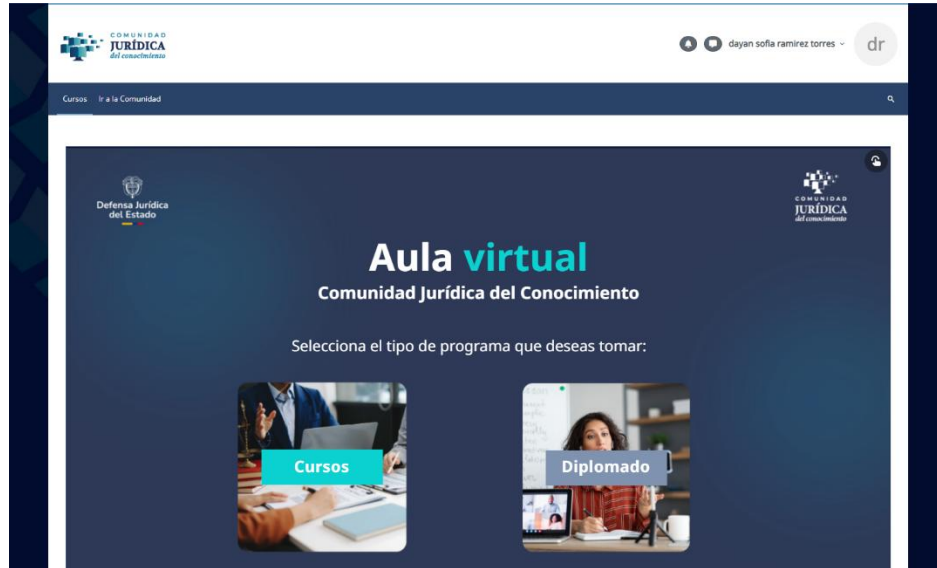 COMUNIDAD
JURÍDICA
del conocimiento
dayan sofia ramirez torres
dr
Cursos Ir a la Comunidad
Defensa Jurídica
del Estado
COMUNIDAD
JURÍDICA
del conocimiento
Aula virtual
Comunidad Jurídica del Conocimiento
Selecciona el tipo de programa que deseas tomar:
Cursos
Diplomado